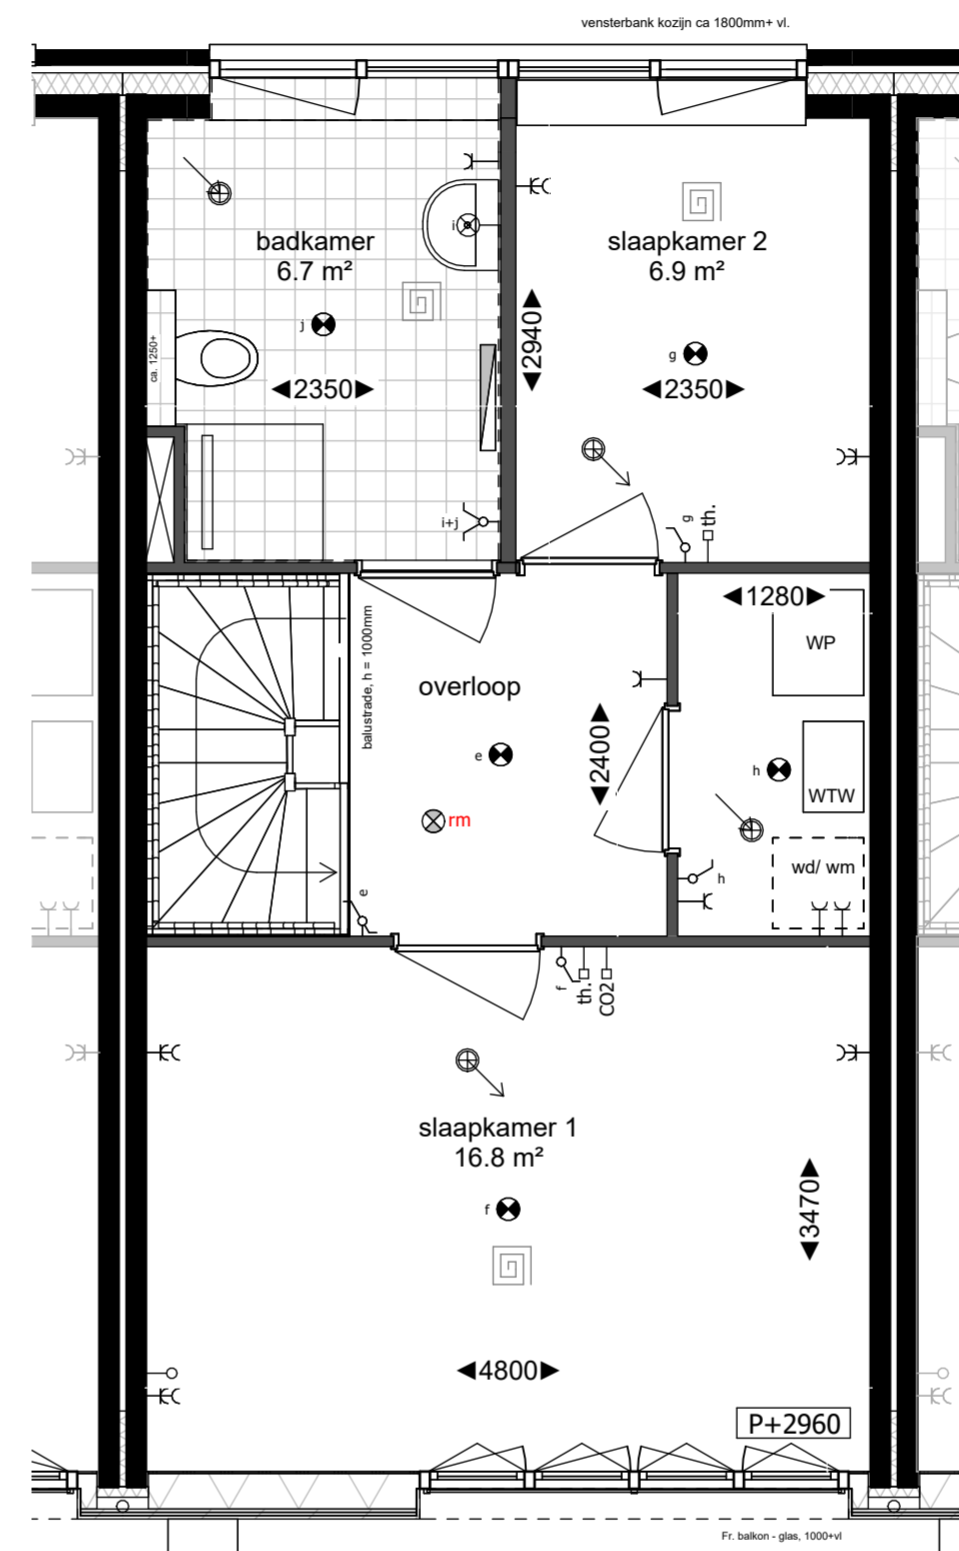 vensterbank kozijn ca 1800mm+ vl.
badkamer
6.7 m²
slaapkamer 2
6.9 m²
i
j
g
ca. 1250+
2350
2940
2350
i+j
g
th.
1280
WP
balustrade, h = 1000mm
overloop
e
2400
h
WTW
rm
wd/ wm
h
e
f
th.
CO2
slaapkamer 1
16.8 m²
f
3470
4800
P+2960
Fr. balkon - glas, 1000+vl